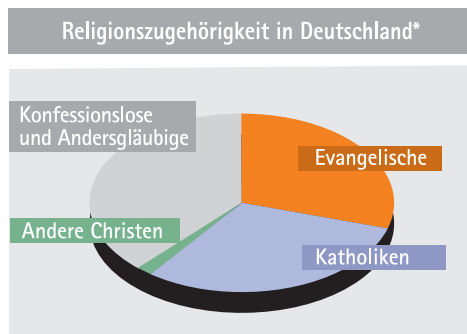 Religionszugehörigkeit in Deutschland*
Konfessionslose
und Andersgläubige
Evangelische
Andere Christen
Katholiken